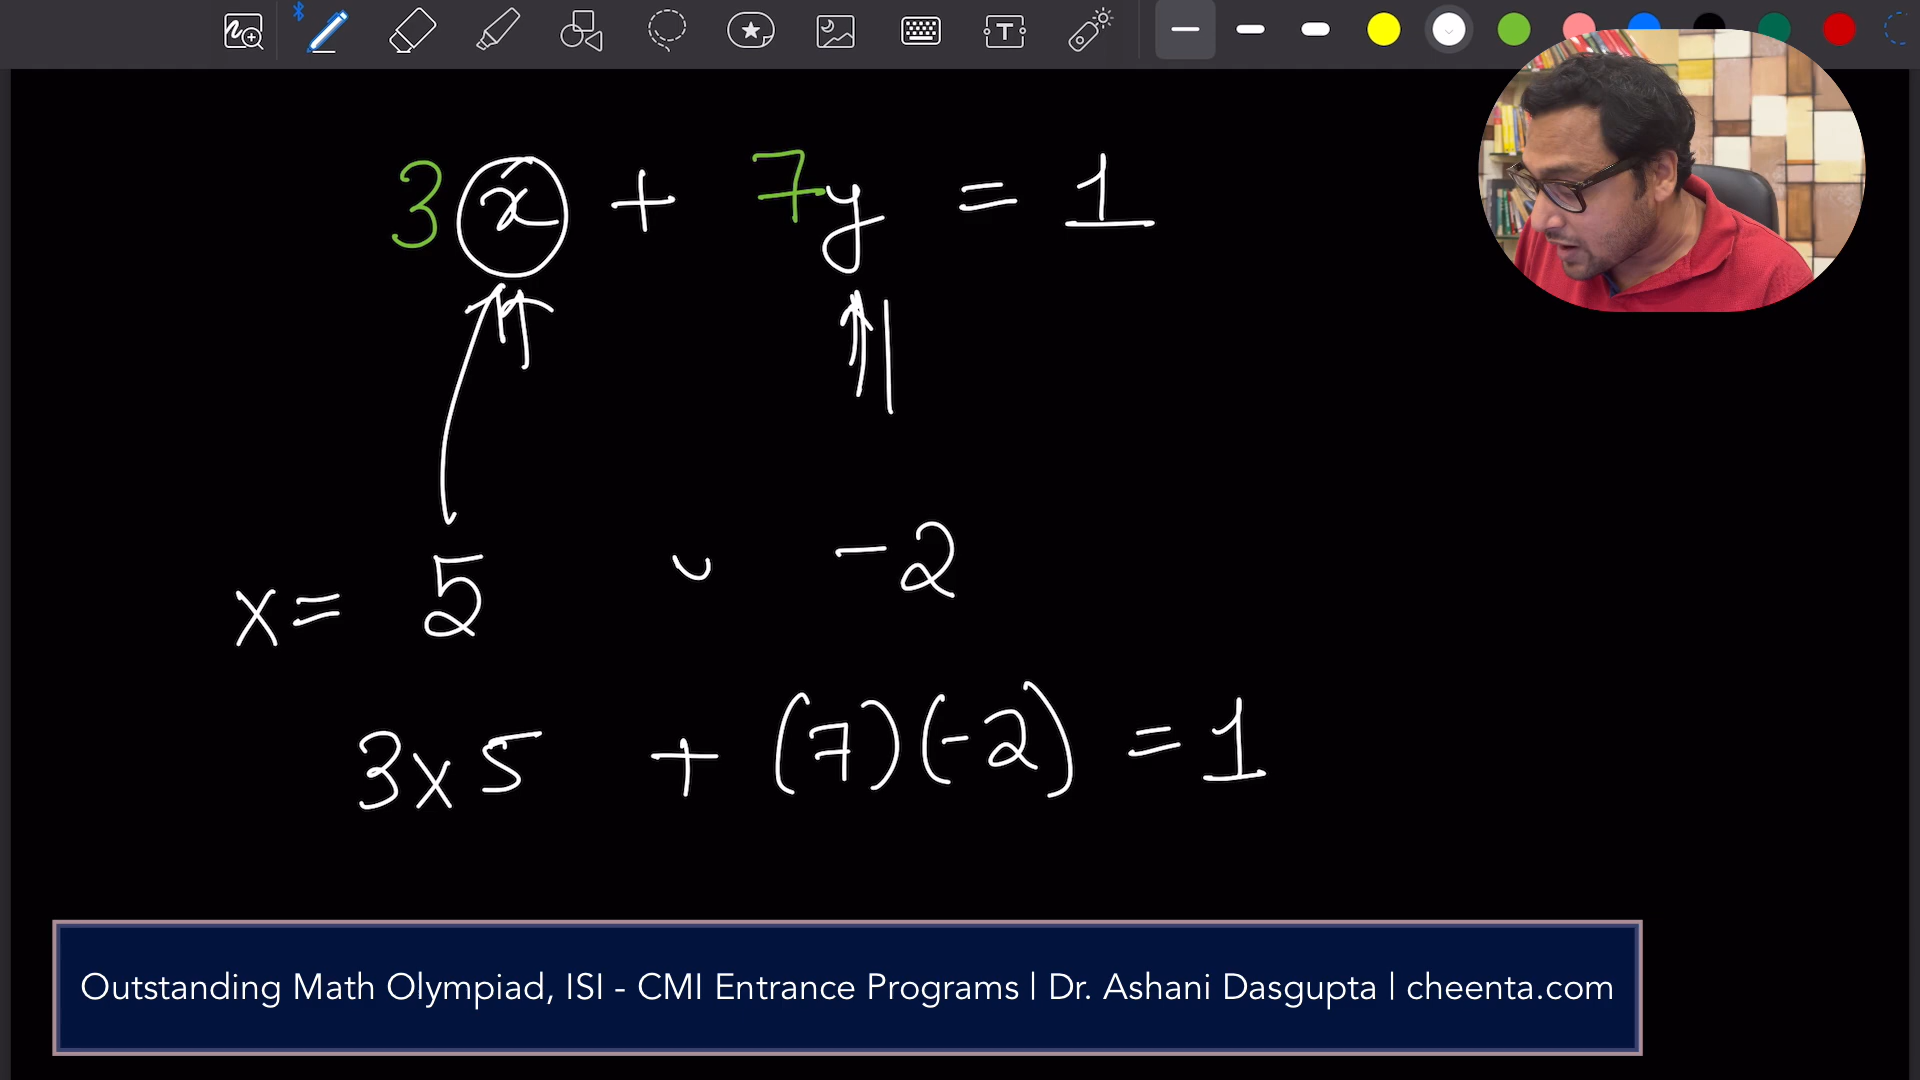 3x + 7y = 1
x = 5 -2
3x5 + (7)(-2) = 1
Outstanding Math Olympiad, ISI - CMI Entrance Programs | Dr. Ashani Dasgupta | cheenta.com